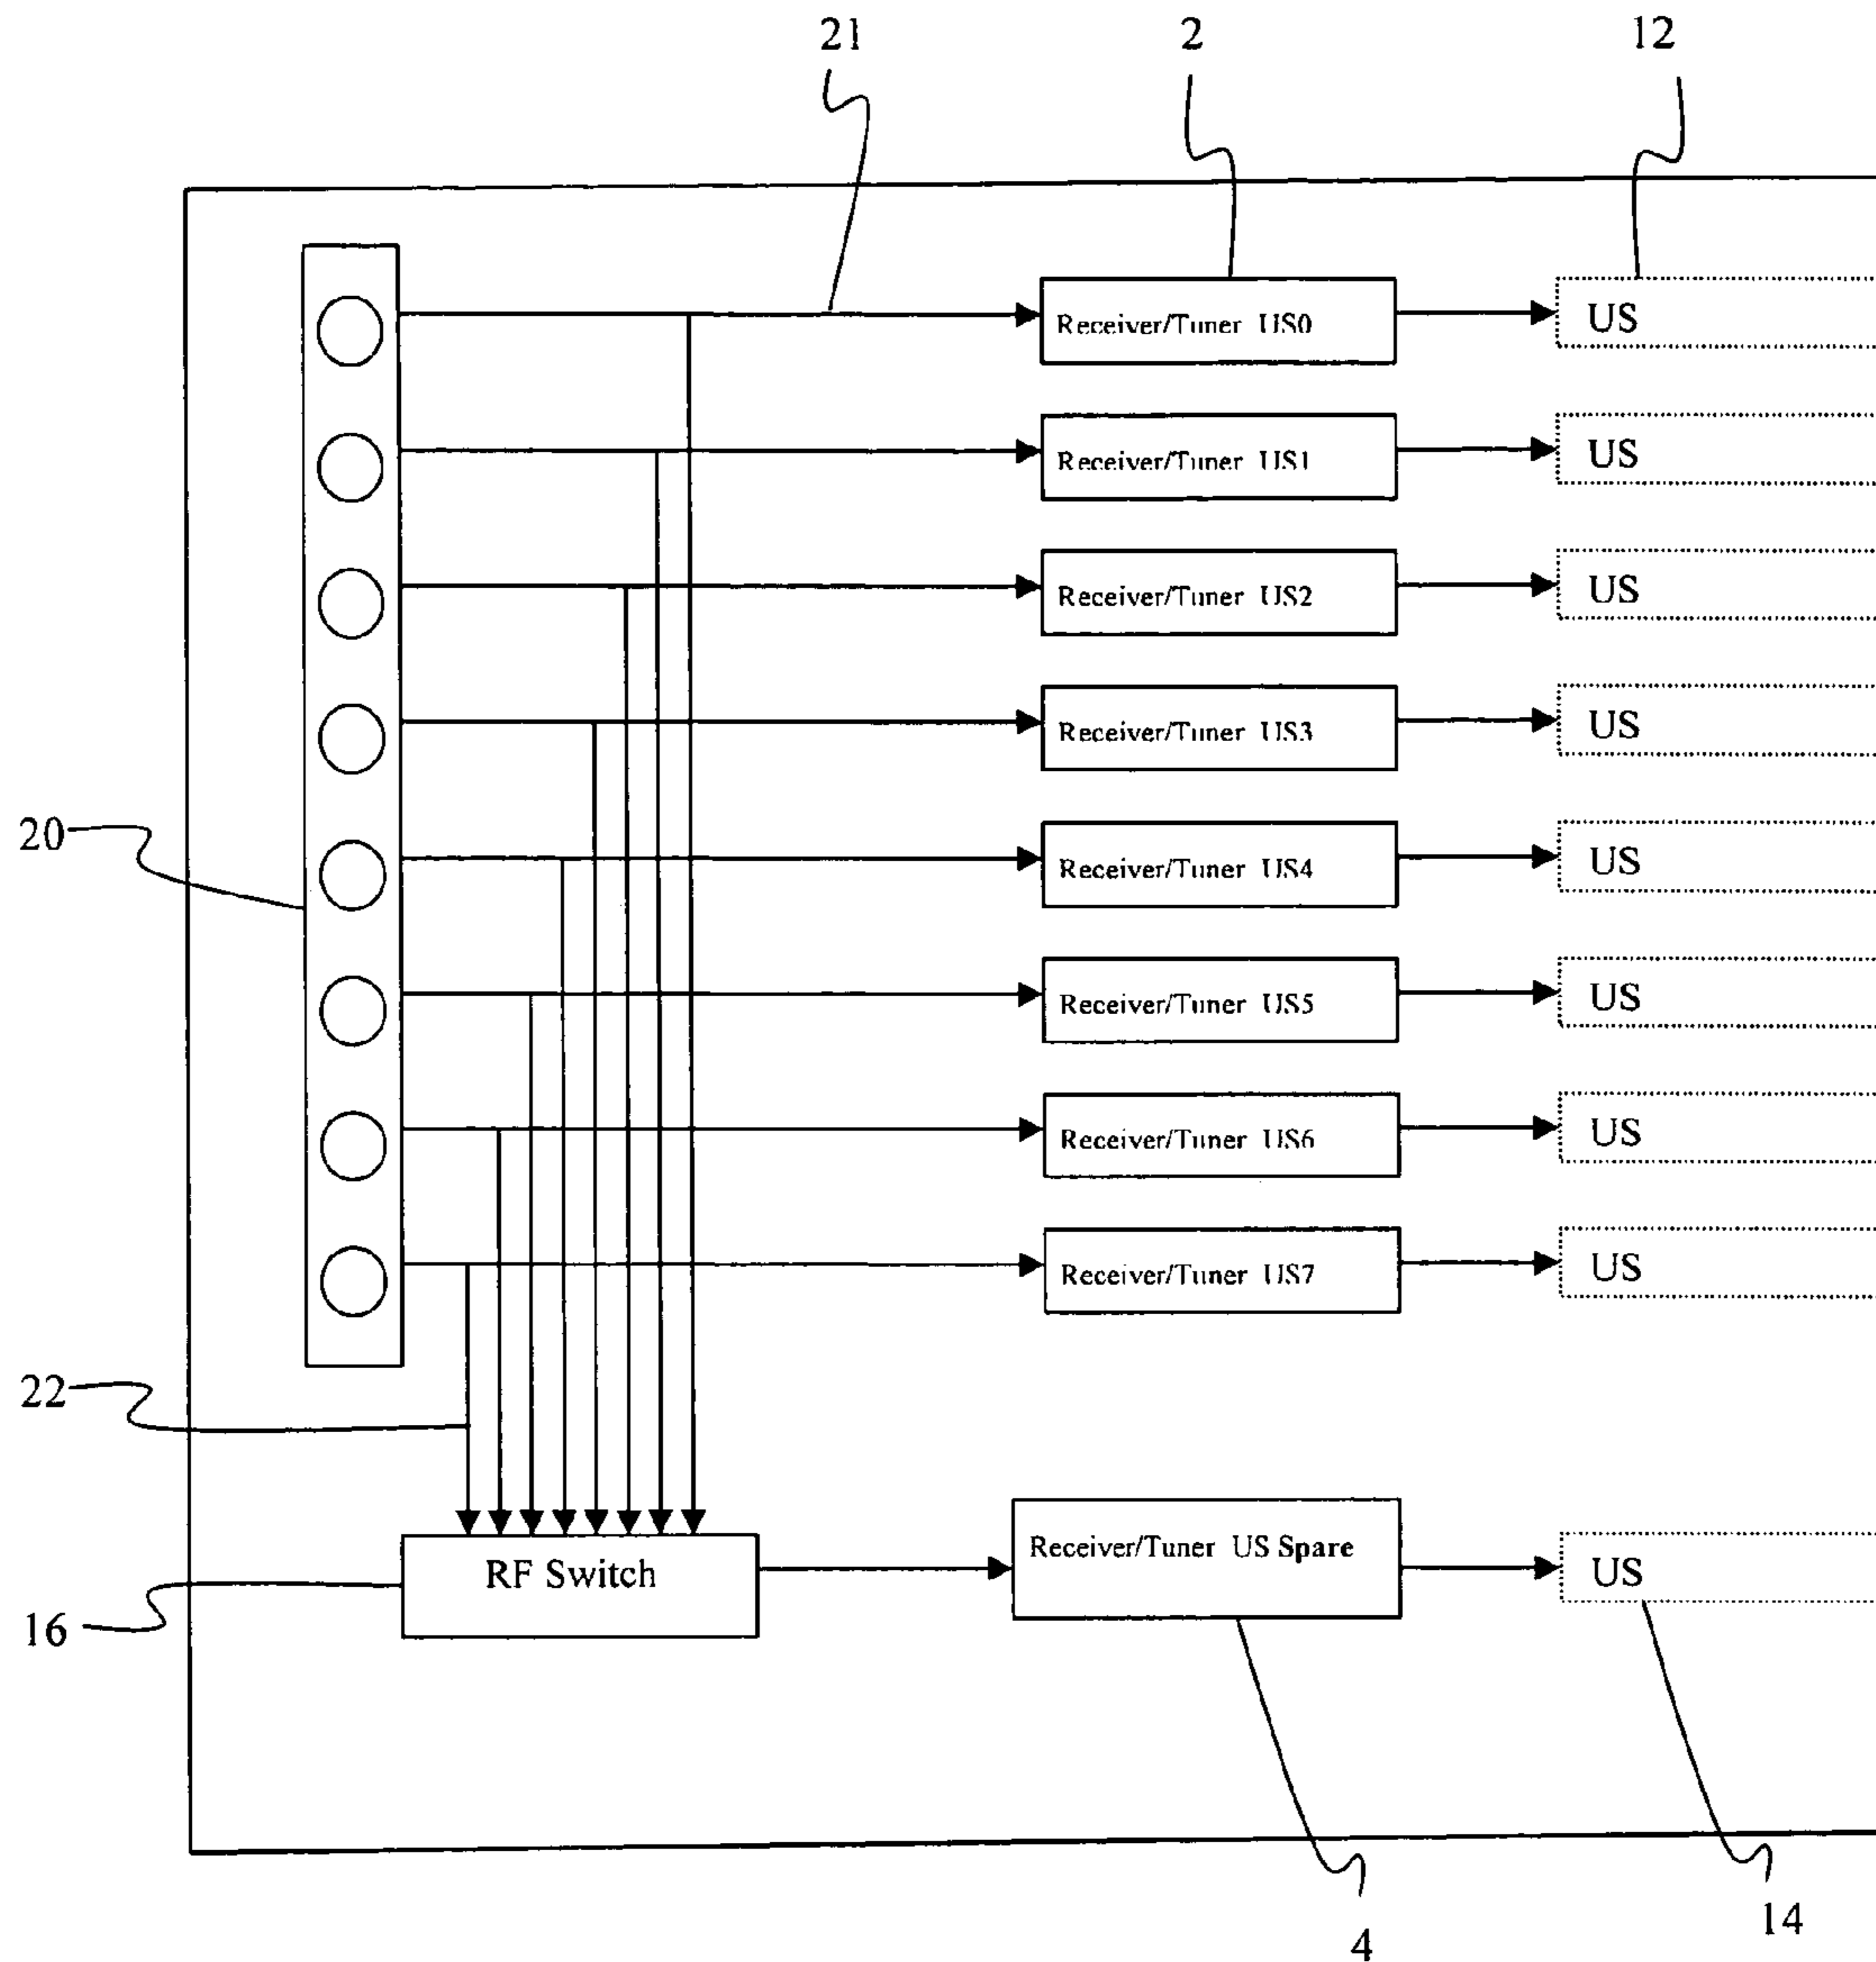 21 2 12
Receiver/Tuner US0 US
Receiver/Tuner US1 US
Receiver/Tuner US2 US
Receiver/Tuner US3 US
20
Receiver/Tuner US4 US
Receiver/Tuner US5 US
Receiver/Tuner US6 US
Receiver/Tuner US7 US
22
RF Switch Receiver/Tuner US Spare US
16
4 14